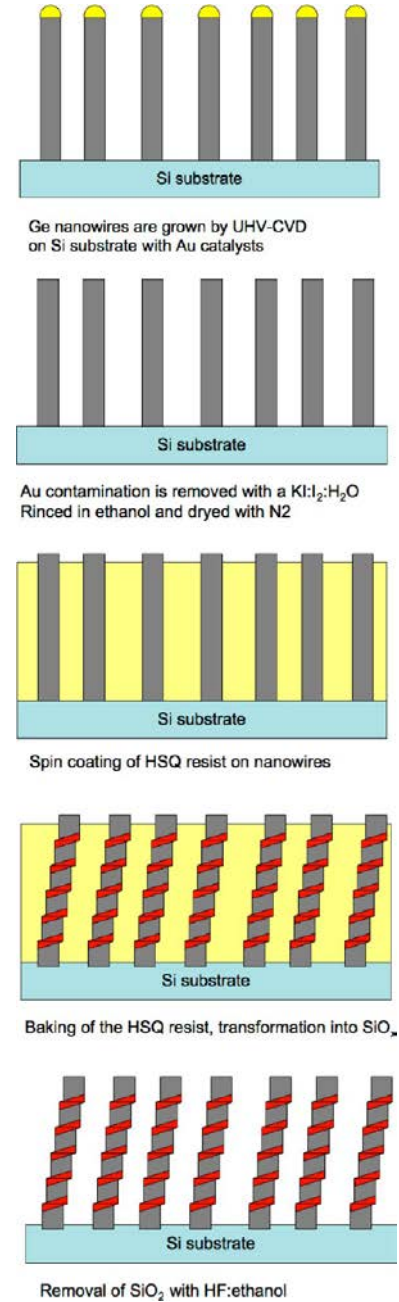 Si substrate
Ge nanowires are grown by UHV-CVD
on Si substrate with Au catalysts
Si substrate
Au contamination is removed with a KI:I₂:H₂O
Rinced in ethanol and dryed with N2
Si substrate
Spin coating of HSQ resist on nanowires
Si substrate
Baking of the HSQ resist, transformation into SiO
Si substrate
Removal of SiO₂ with HF:ethanol